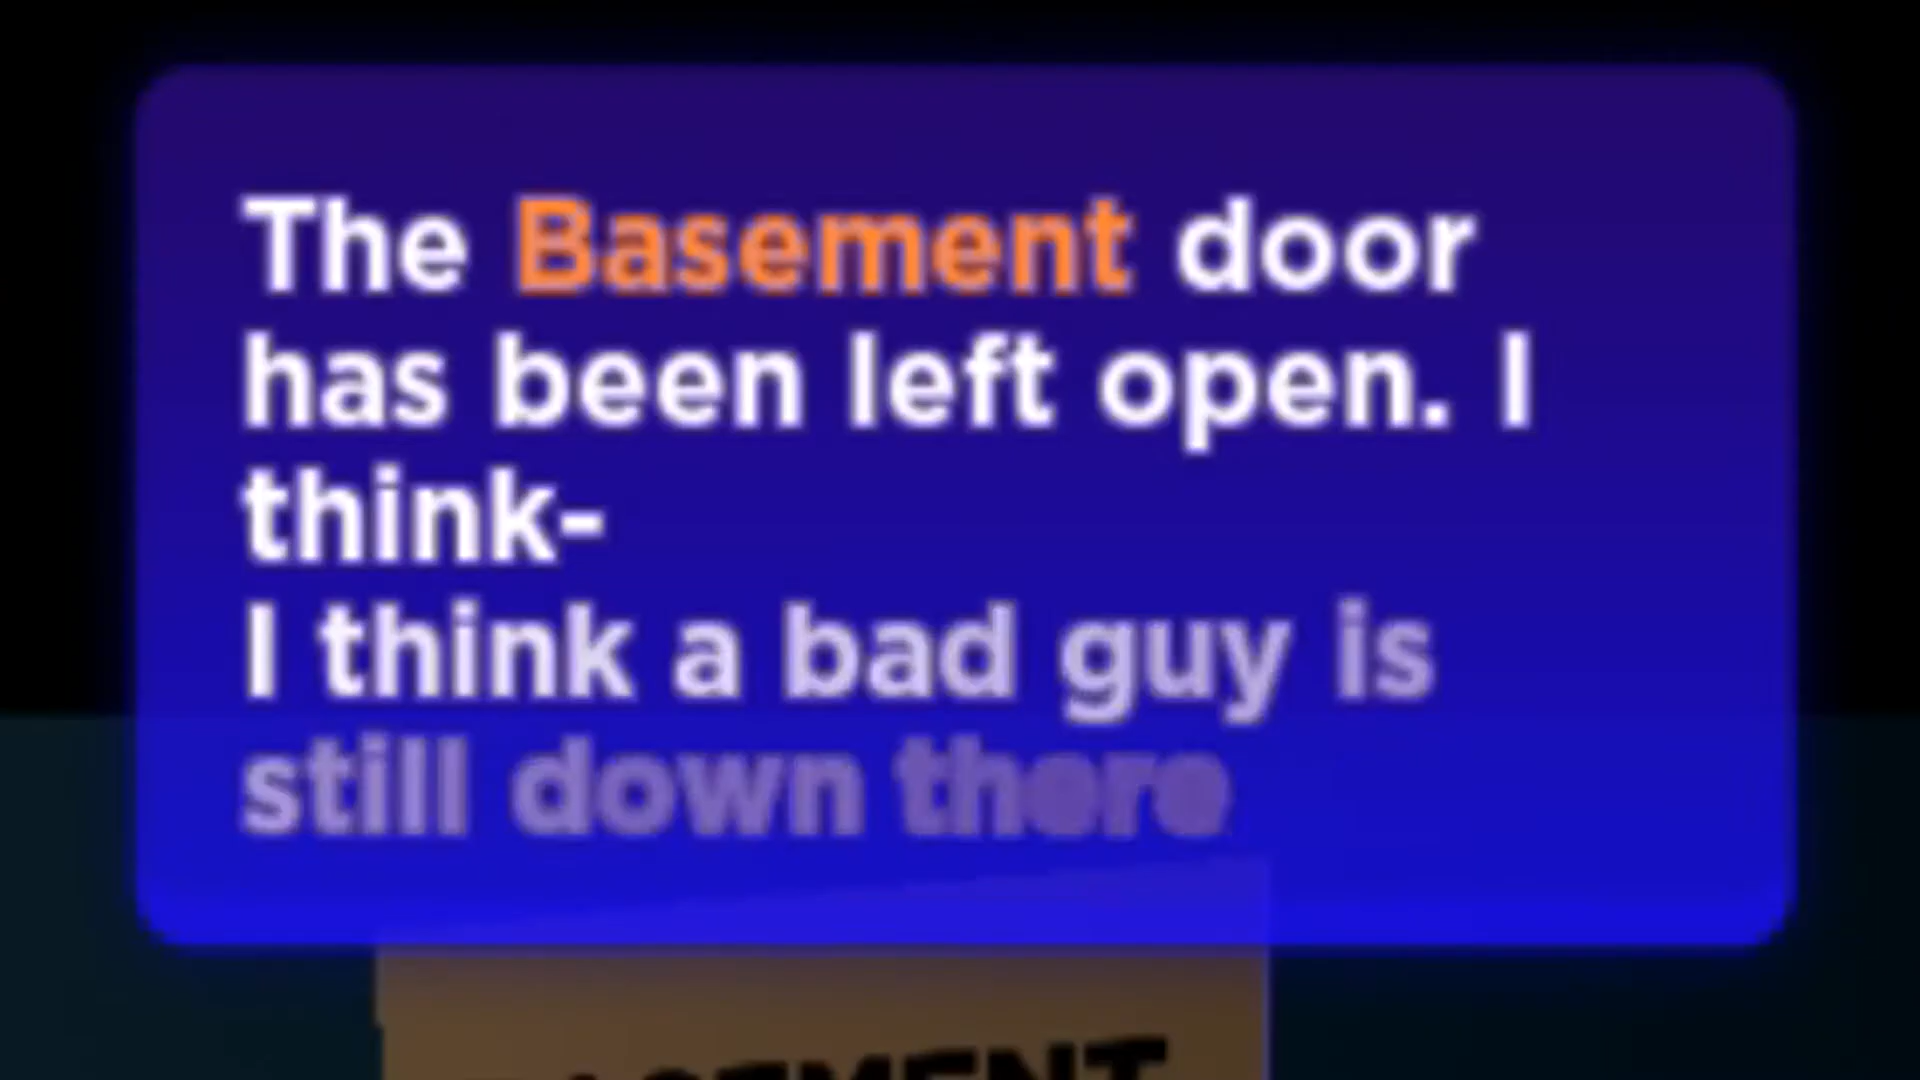 The Basement door
has been left open. I
think-
I think a bad guy is
still down there